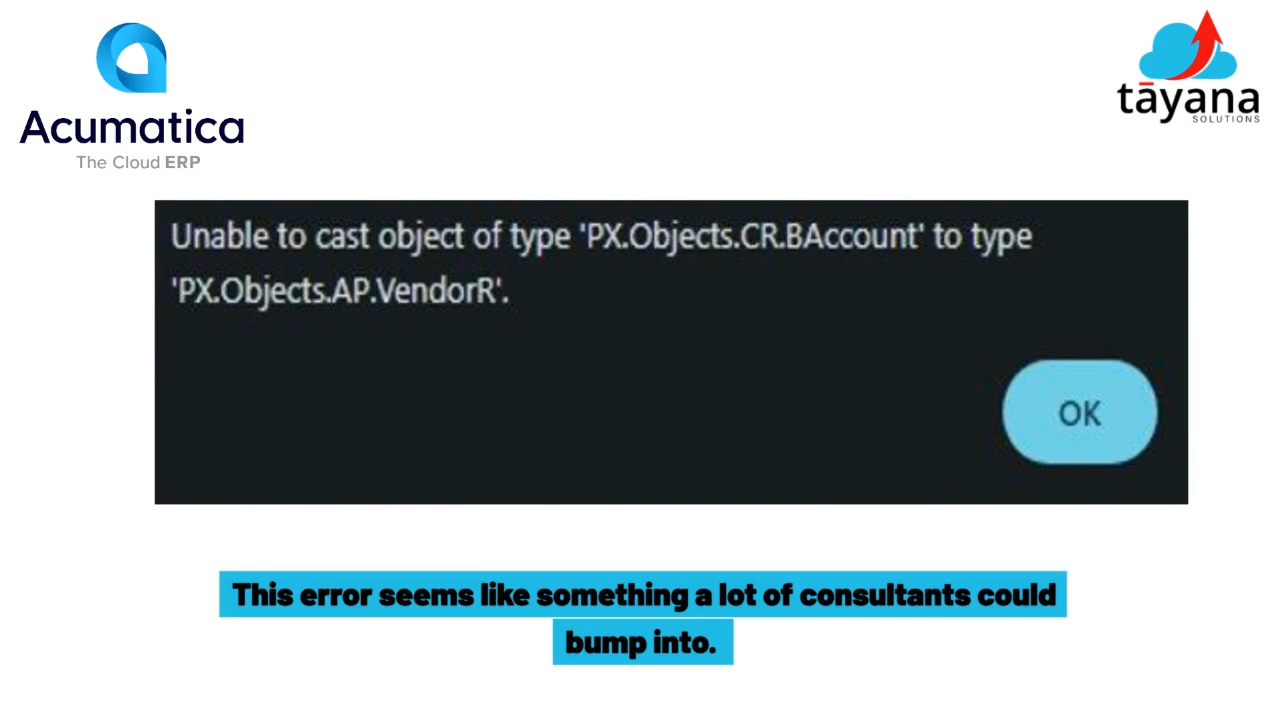 Acumatica
The Cloud ERP
tāyana
SOLUTIONS
Unable to cast object of type 'PX.Objects.CR.BAccount' to type
'PX.Objects.AP.VendorR'.
OK
This error seems like something a lot of consultants could
bump into.